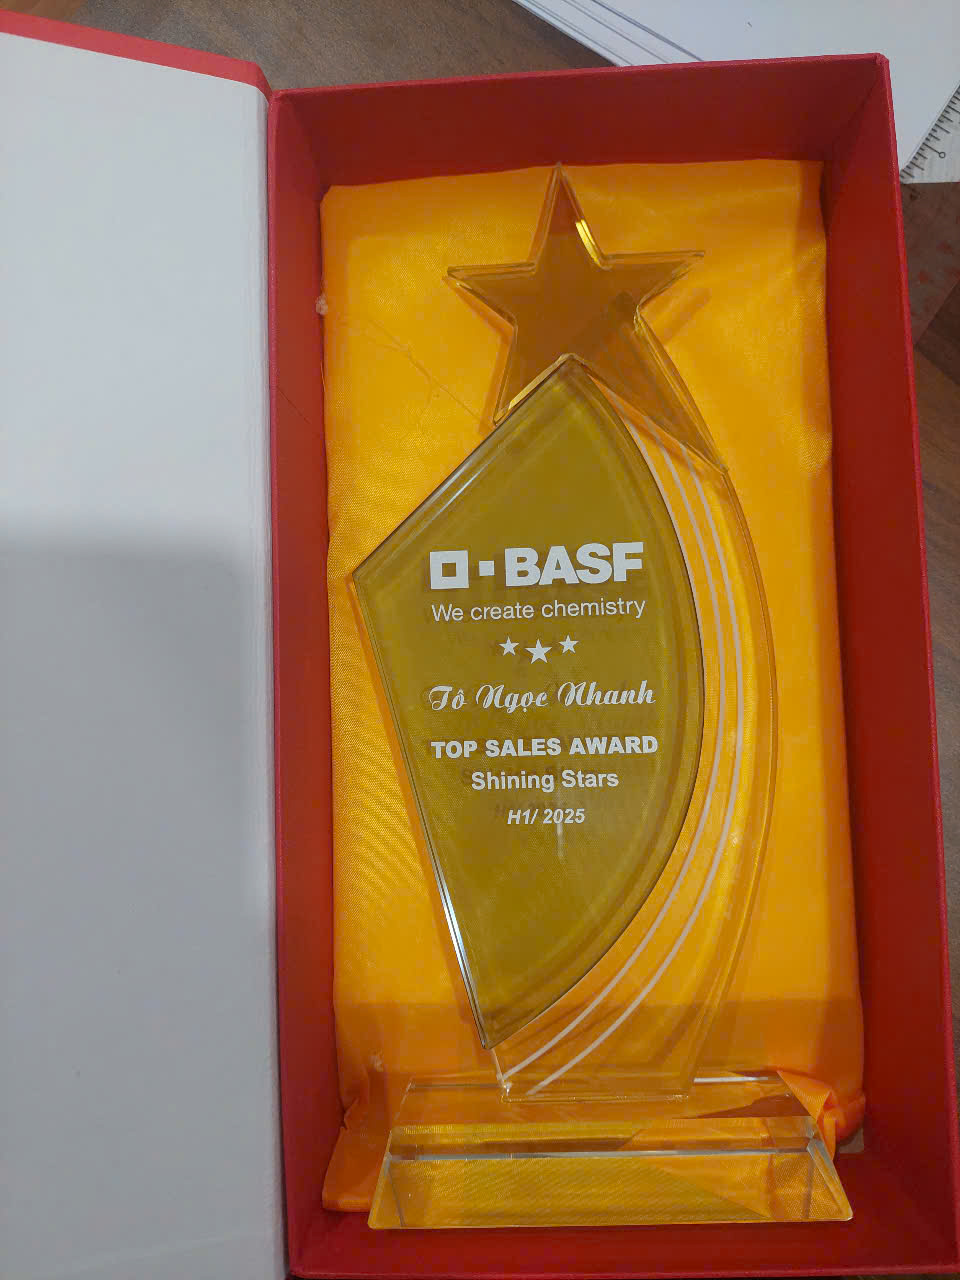 BASF
We create chemistry
Tô Ngọc Nhanh
TOP SALES AWARD
Shining Stars
H1/ 2025